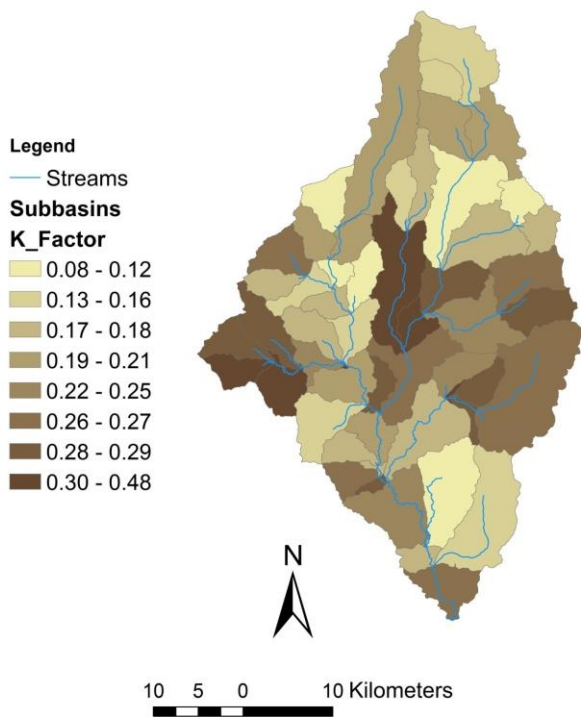 Legend
Streams
Subbasins
K_Factor
0.08 - 0.12
0.13 - 0.16
0.17 - 0.18
0.19 - 0.21
0.22 - 0.25
0.26 - 0.27
0.28 - 0.29
0.30 - 0.48
N
10 5 0 10 Kilometers